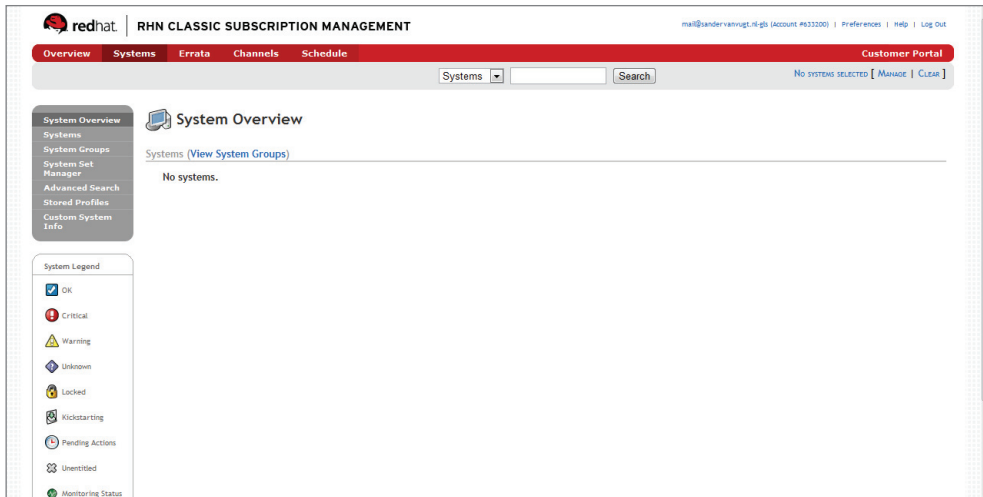 redhat. RHN CLASSIC SUBSCRIPTION MANAGEMENT
mail@sandervanvugt.nl-gls (Account #633200) | Preferences | Help | Log Out
Overview Systems Errata Channels Schedule Customer Portal
Systems Search No systems selected [ Manage | Clear ]
System Overview
Systems
System Groups
System Set
Manager
Advanced Search
Stored Profiles
Custom System
Info
System Overview
Systems (View System Groups)
No systems.
System Legend
OK
Critical
Warning
Unknown
Locked
Kickstarting
Pending Actions
Unentitled
Monitoring Status